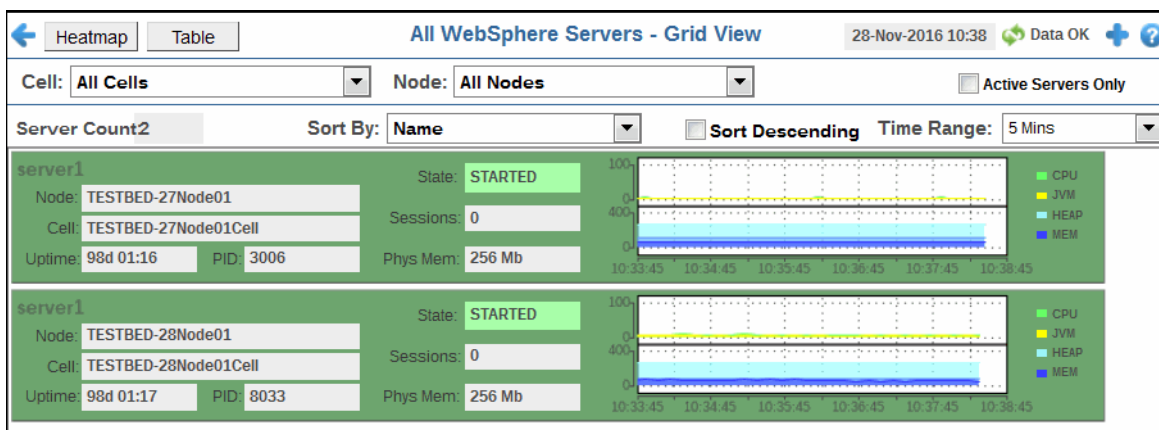 Heatmap Table All WebSphere Servers - Grid View 28-Nov-2016 10:38 Data OK ?
Cell: All Cells Node: All Nodes Active Servers Only
Server Count2 Sort By: Name Sort Descending Time Range: 5 Mins
server1
Node: TESTBED-27Node01
Cell: TESTBED-27Node01Cell
Uptime: 98d 01:16 PID: 3006
State: STARTED
Sessions: 0
Phys Mem: 256 Mb
100
0
400
0
10:33:45 10:34:45 10:35:45 10:36:45 10:37:45 10:38:45
CPU
JVM
HEAP
MEM
server1
Node: TESTBED-28Node01
Cell: TESTBED-28Node01Cell
Uptime: 98d 01:17 PID: 8033
State: STARTED
Sessions: 0
Phys Mem: 256 Mb
100
0
400
0
10:33:45 10:34:45 10:35:45 10:36:45 10:37:45 10:38:45
CPU
JVM
HEAP
MEM